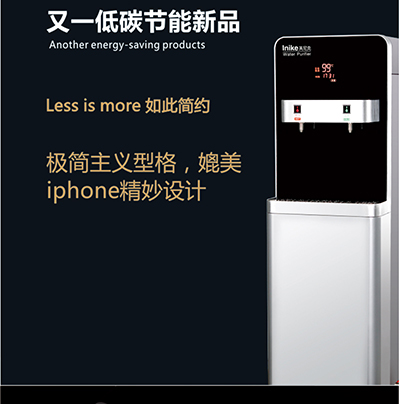 又一低碳节能新品
Another energy-saving products
Less is more 如此简约
极简主义型格，媲美
iphone精妙设计
Inike
Water Purifier
99°